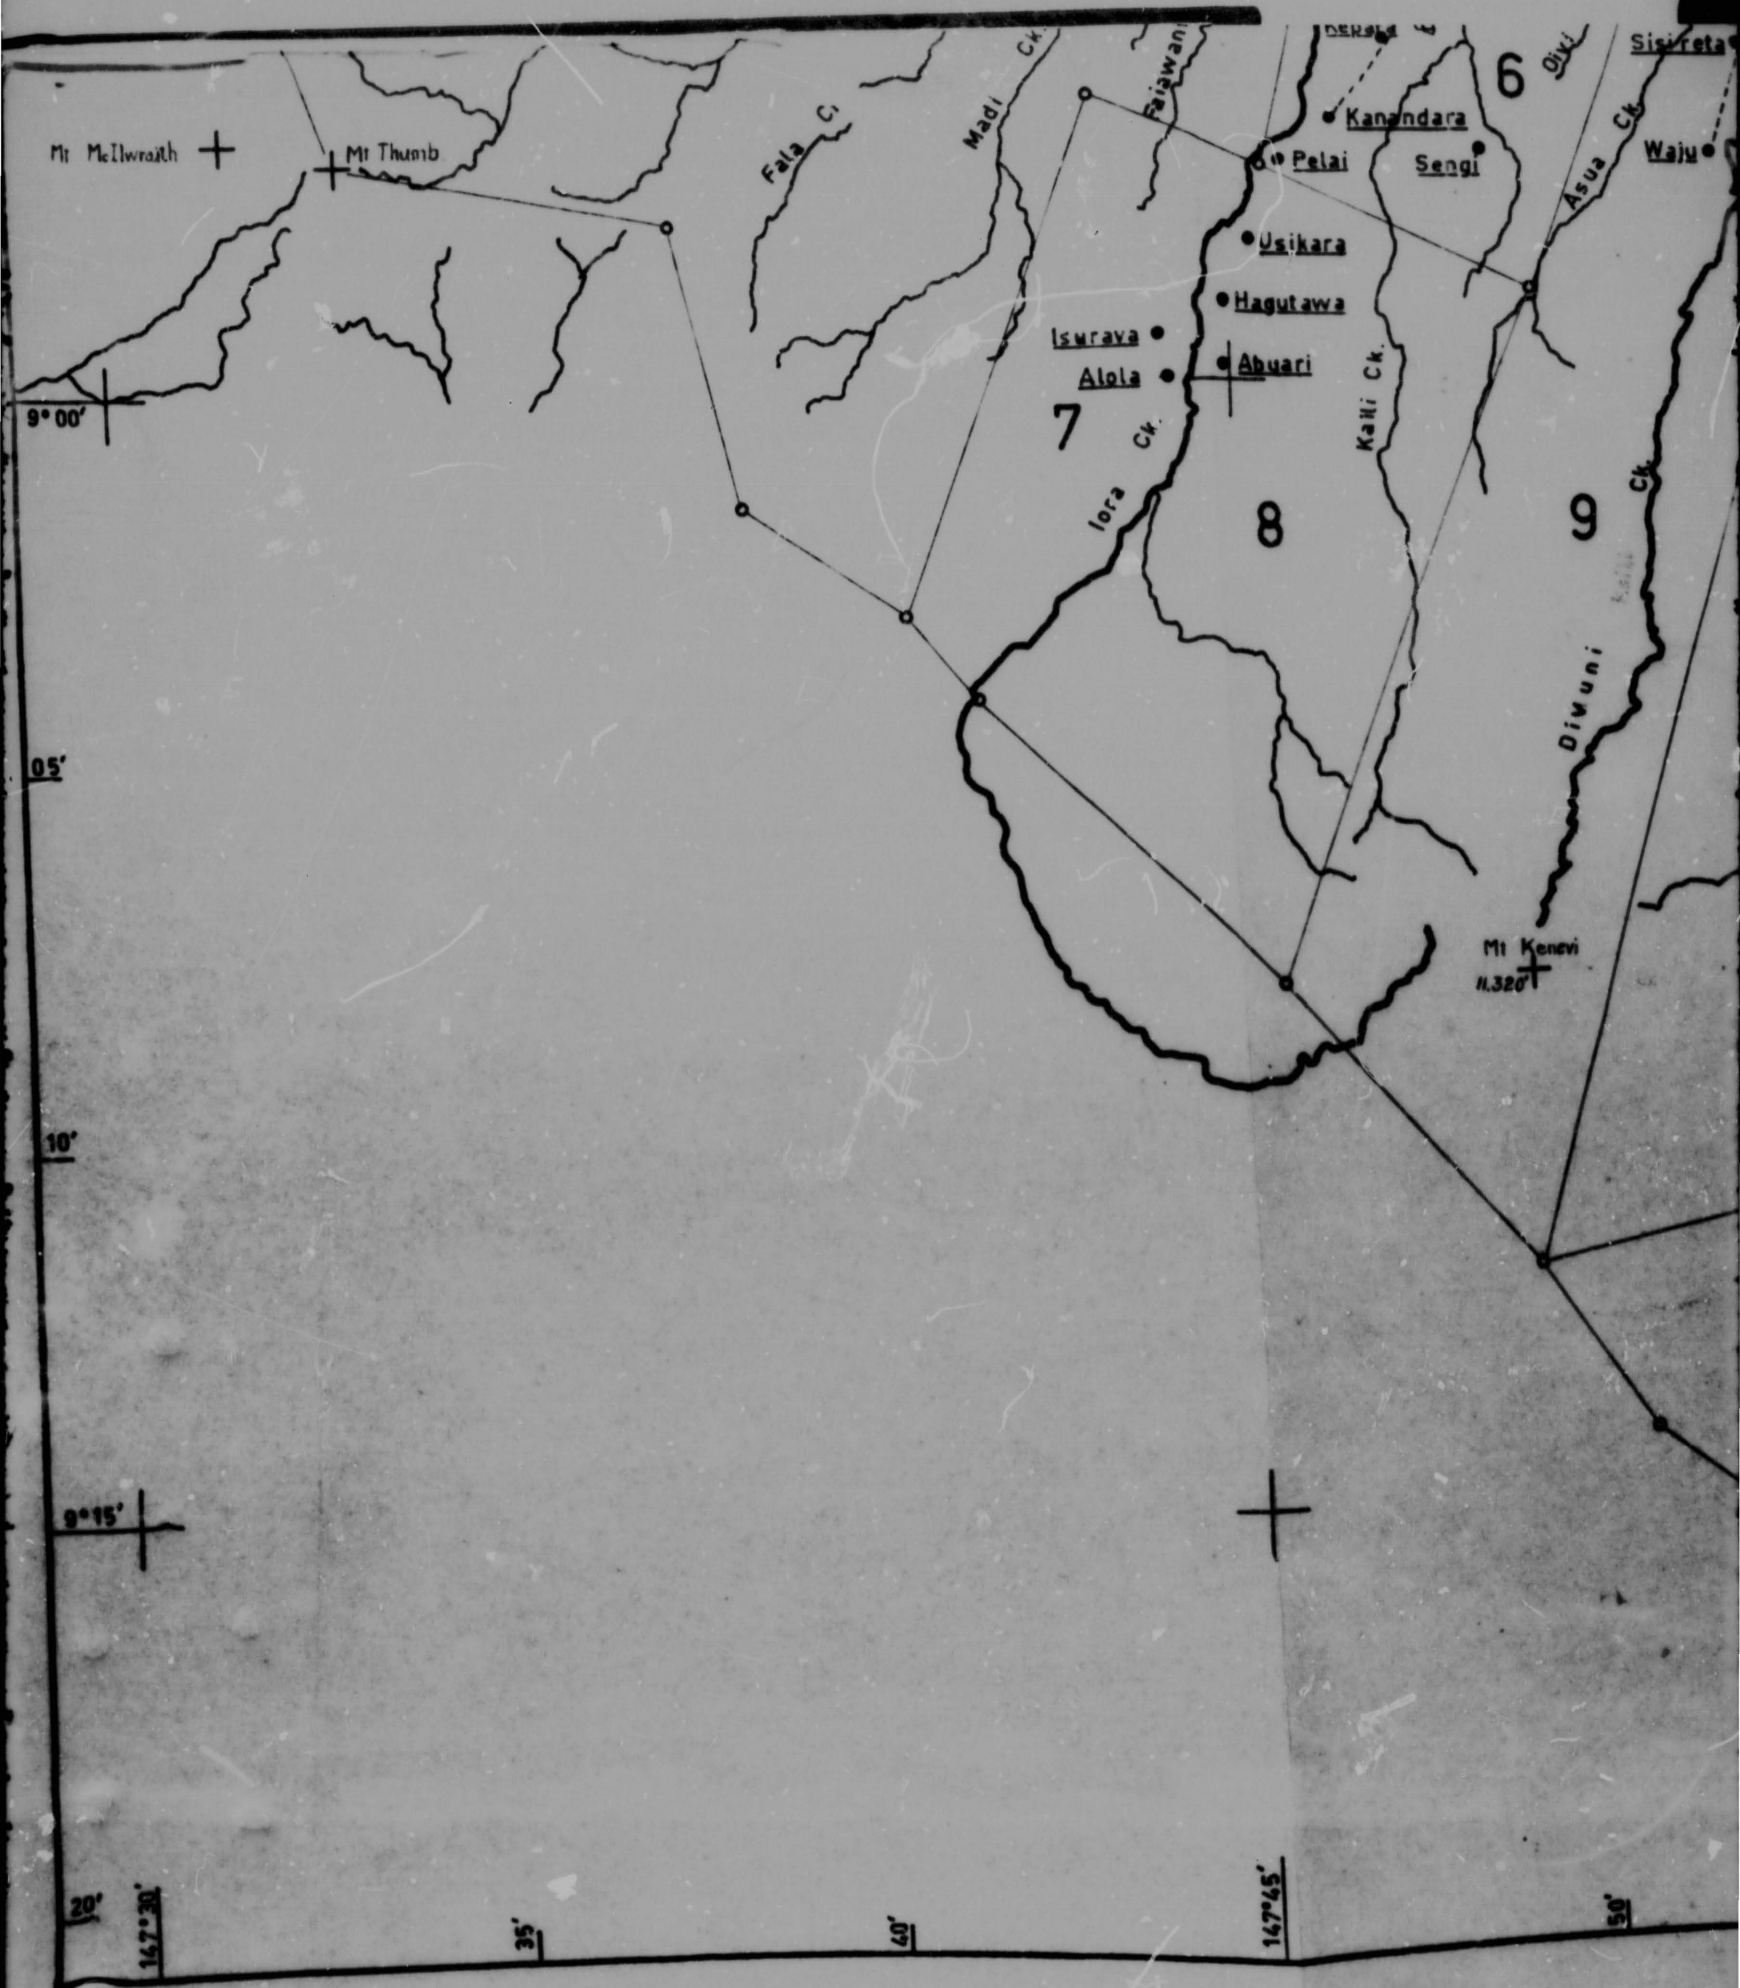 6
Oivi
Sisireta
Kanandara
Waju
Pelai
Sengi
Asua Ck.
Mt McIlwraith
Mt Thumb
Fala C.
Madi Ck.
Faiawani
Usikara
Hagutawa
Isurava
Abuari
Alola
9°00'
7
Iora Ck.
Kaili Ck.
8
9
Divuni Ck.
05'
Mt Kenevi
11.320'
10'
9°15'
20'
147°30'
35'
40'
147°45'
50'